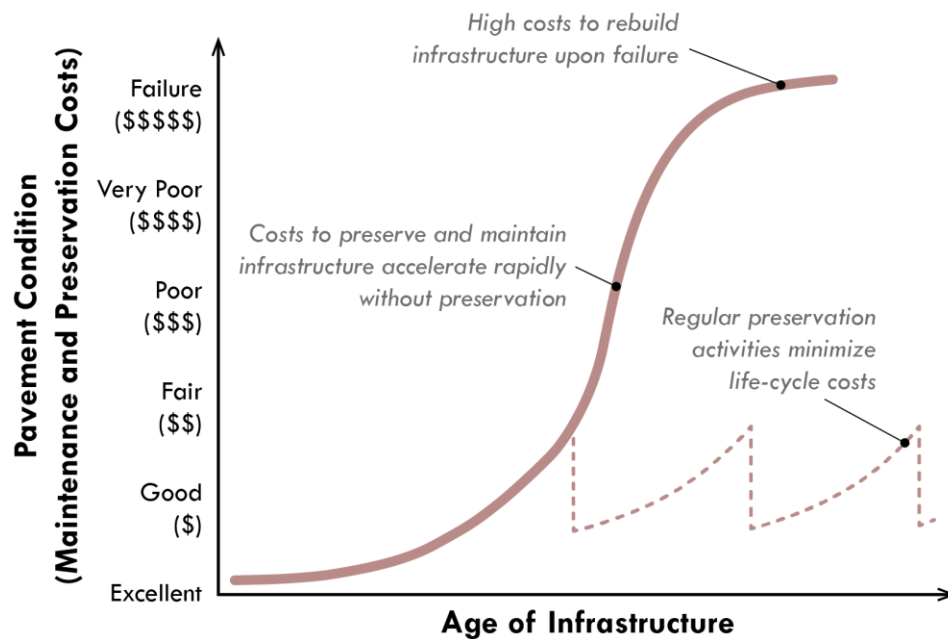 High costs to rebuild
infrastructure upon failure
Failure
($$$$$)
Very Poor
($$$$)
Costs to preserve and maintain
infrastructure accelerate rapidly
without preservation
Poor
($$$)
Regular preservation
activities minimize
life-cycle costs
Fair
($$)
Good
($)
Excellent
Pavement Condition
(Maintenance and Preservation Costs)
Age of Infrastructure